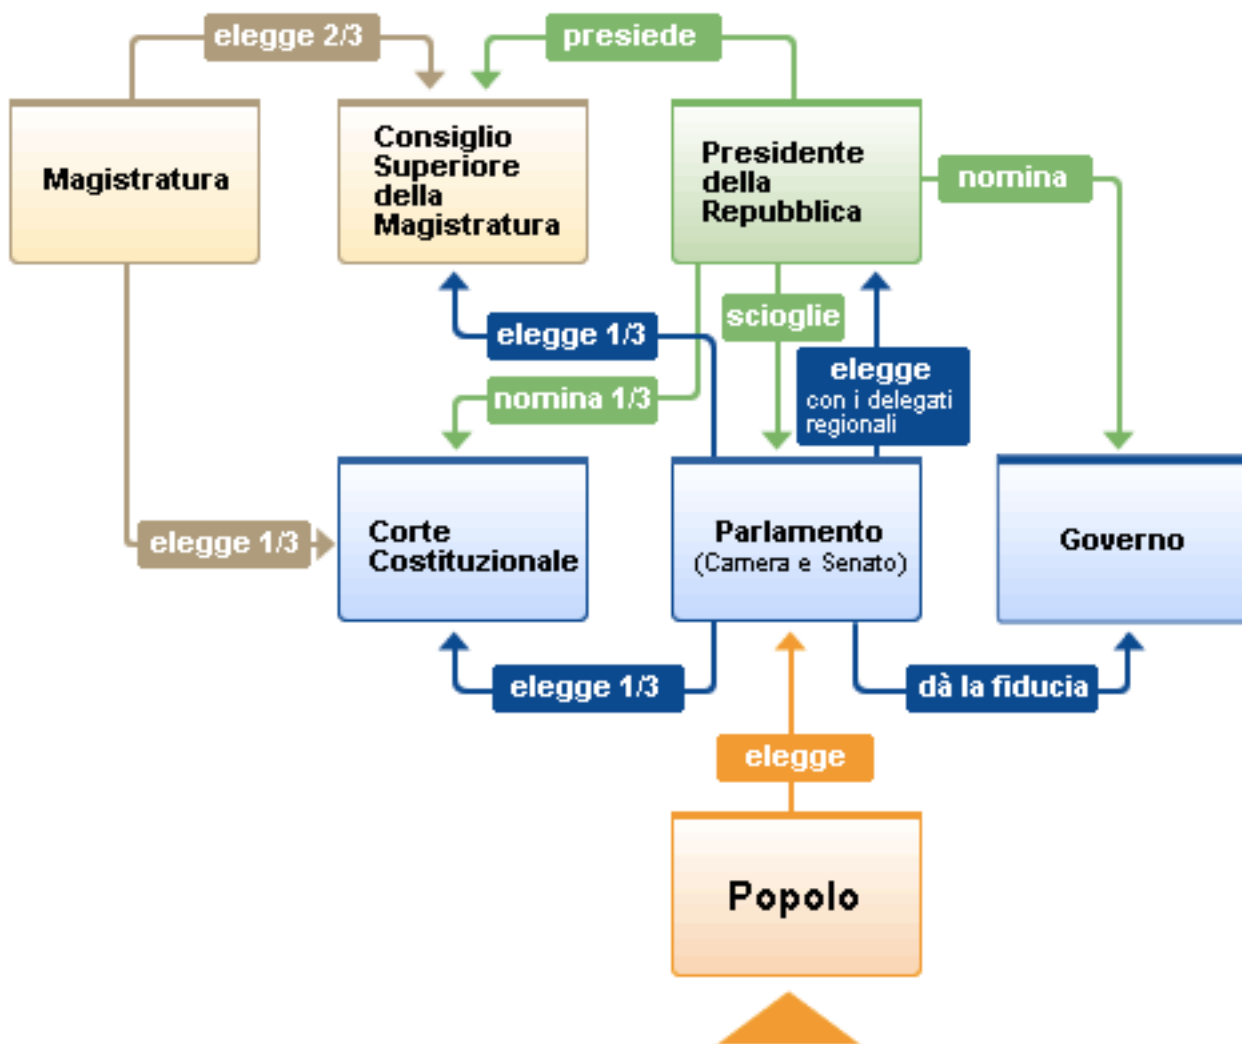 elegge 2/3
presiede
Magistratura
Consiglio
Superiore
della
Magistratura
Presidente
della
Repubblica
nomina
scioglie
elegge 1/3
elegge
con i delegati
regionali
nomina 1/3
elegge 1/3
Corte
Costituzionale
Parlamento
(Camera e Senato)
Governo
elegge 1/3
dà la fiducia
elegge
Popolo